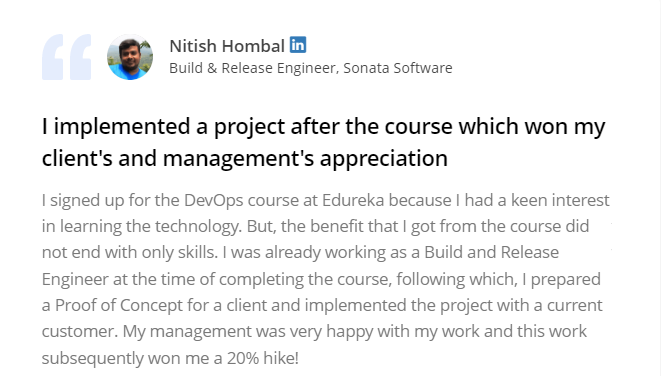 Nitish Hombal in
Build & Release Engineer, Sonata Software
I implemented a project after the course which won my
client's and management's appreciation
I signed up for the DevOps course at Edureka because I had a keen interest
in learning the technology. But, the benefit that I got from the course did
not end with only skills. I was already working as a Build and Release
Engineer at the time of completing the course, following which, I prepared
a Proof of Concept for a client and implemented the project with a current
customer. My management was very happy with my work and this work
subsequently won me a 20% hike!